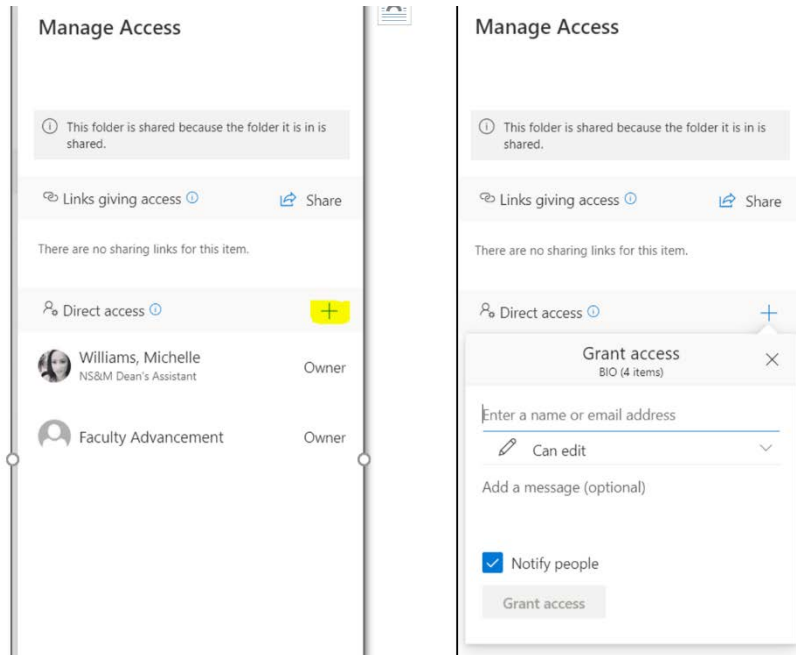 Manage Access
This folder is shared because the folder it is in is
shared.
Links giving access
Share
There are no sharing links for this item.
Direct access
Williams, Michelle
NS&M Dean's Assistant
Owner
Faculty Advancement
Owner
Manage Access
This folder is shared because the folder it is in is
shared.
Links giving access
Share
There are no sharing links for this item.
Direct access
Grant access
BIO (4 items)
Enter a name or email address
Can edit
Add a message (optional)
Notify people
Grant access